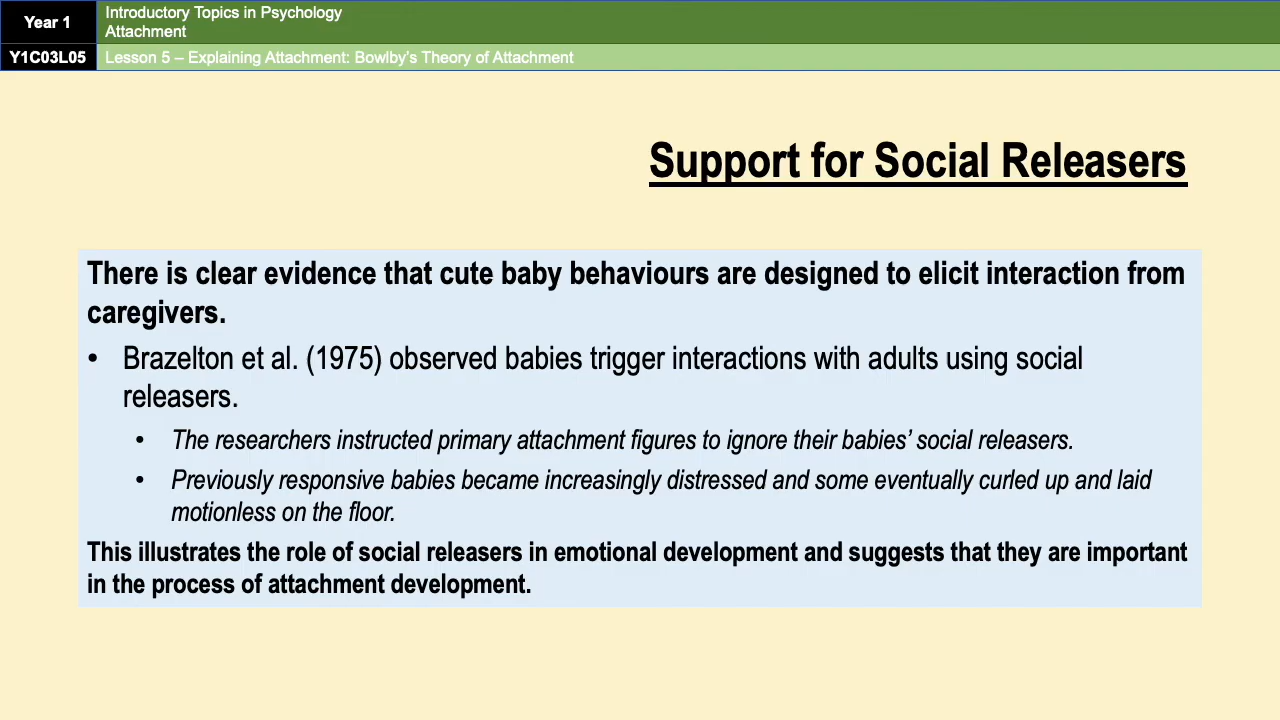 Year 1
Introductory Topics in Psychology
Attachment
Y1C03L05
Lesson 5 – Explaining Attachment: Bowlby's Theory of Attachment
Support for Social Releasers
There is clear evidence that cute baby behaviours are designed to elicit interaction from
caregivers.
• Brazelton et al. (1975) observed babies trigger interactions with adults using social
releasers.
• The researchers instructed primary attachment figures to ignore their babies' social releasers.
• Previously responsive babies became increasingly distressed and some eventually curled up and laid
motionless on the floor.
This illustrates the role of social releasers in emotional development and suggests that they are important
in the process of attachment development.